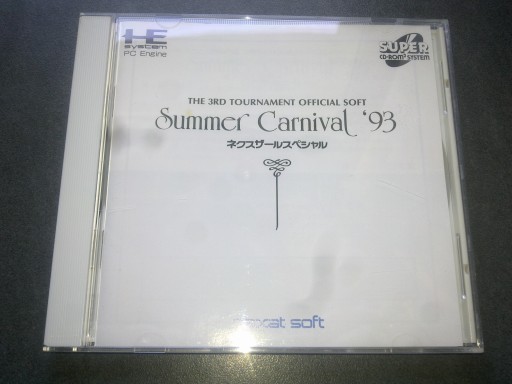 HE
system
PC Engine
SUPER
CD-ROM² SYSTEM
THE 3RD TOURNAMENT OFFICIAL SOFT
Summer Carnival '93
ネクスザールスペシャル
soft